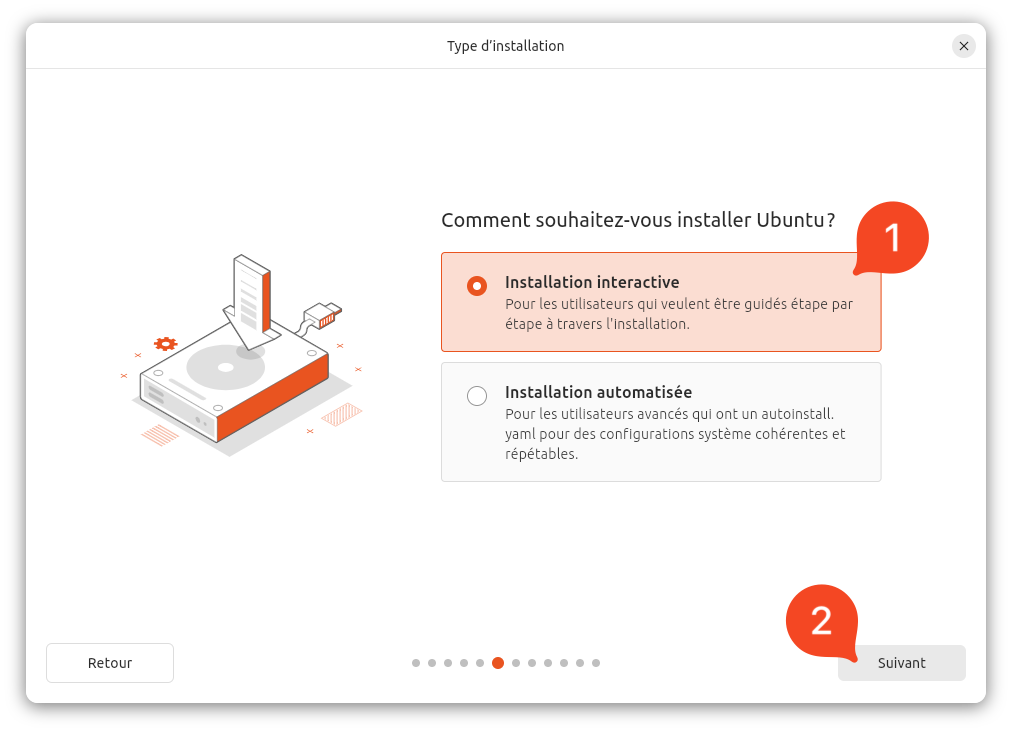 Type d’installation
Comment souhaitez-vous installer Ubuntu ?
1
Installation interactive
Pour les utilisateurs qui veulent être guidés étape par
étape à travers l'installation.
Installation automatisée
Pour les utilisateurs avancés qui ont un autoinstall.
yaml pour des configurations système cohérentes et
répétables.
2
Retour
Suivant